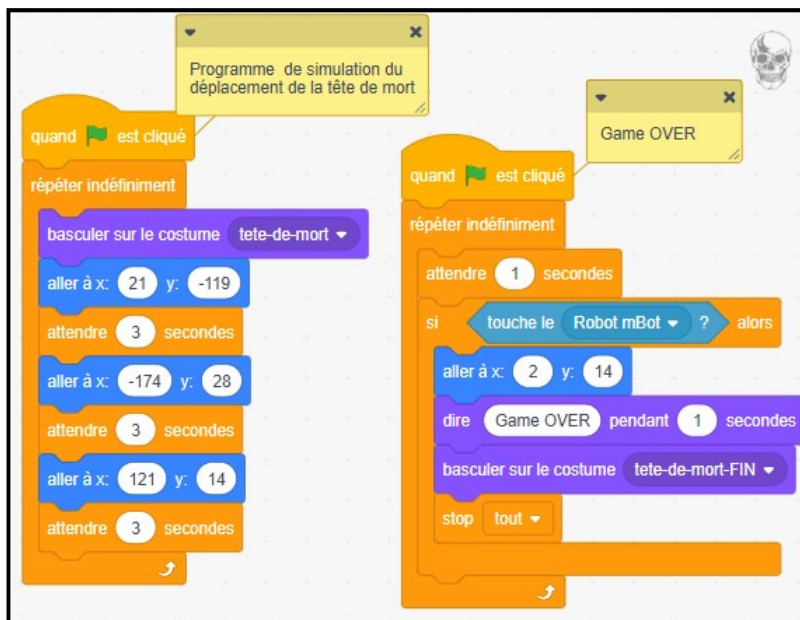 Programme de simulation du
déplacement de la tête de mort
quand est cliqué
répéter indéfiniment
basculer sur le costume tete-de-mort
aller à x: 21 y: -119
attendre 3 secondes
aller à x: -174 y: 28
attendre 3 secondes
aller à x: 121 y: 14
attendre 3 secondes
Game OVER
quand est cliqué
répéter indéfiniment
attendre 1 secondes
si touche le Robot mBot ? alors
aller à x: 2 y: 14
dire Game OVER pendant 1 secondes
basculer sur le costume tete-de-mort-FIN
stop tout